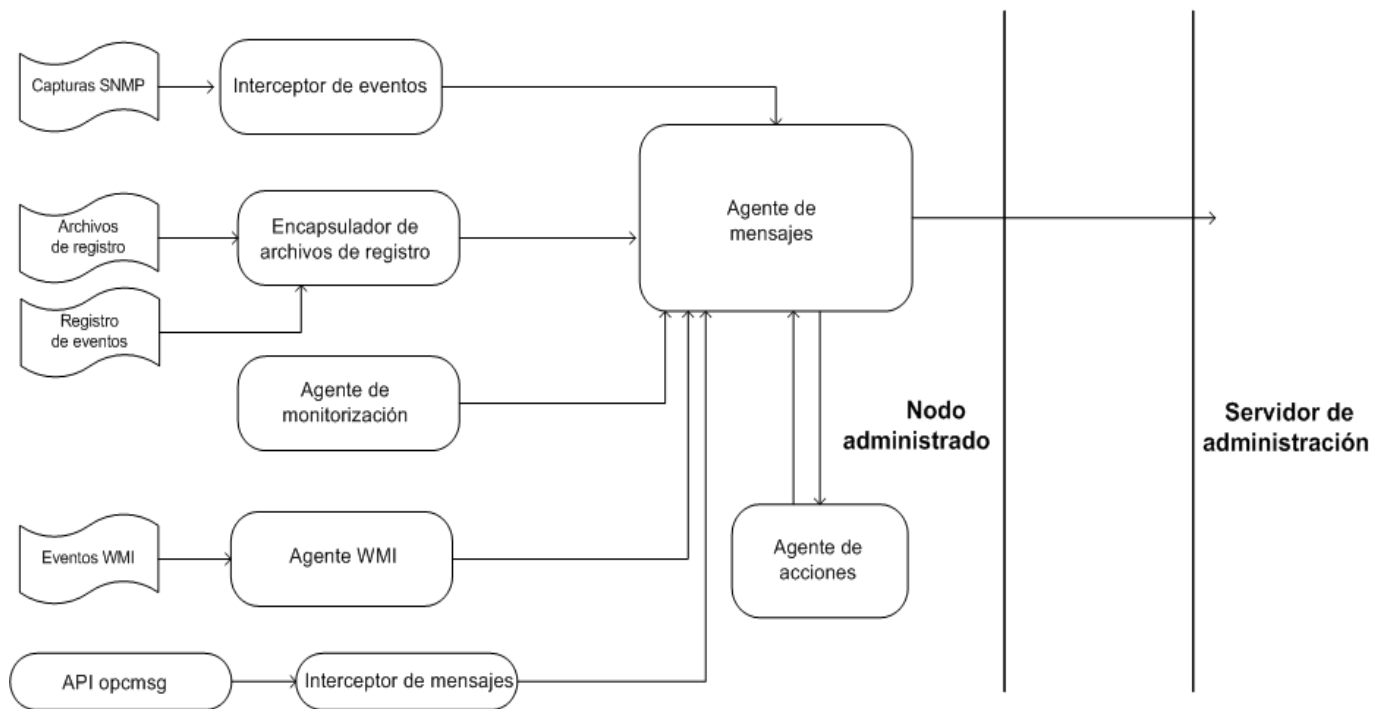 Capturas SNMP
Interceptor de eventos
Archivos
de registro
Encapsulador de
archivos de registro
Agente de
mensajes
Registro
de eventos
Agente de
monitorización
Nodo
administrado
Servidor de
administración
Eventos WMI
Agente WMI
Agente de
acciones
API opcmsg
Interceptor de mensajes